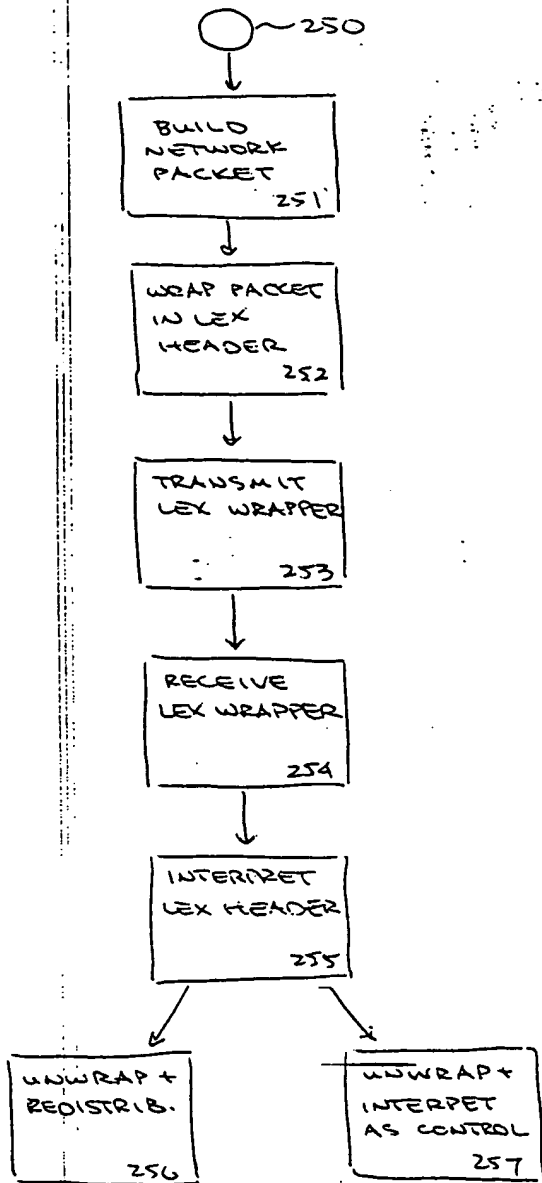 250
BUILD
NETWORK
PACKET
251
WRAP PACKET
IN LEX
HEADER
252
TRANSMIT
LEX WRAPPER
253
RECEIVE
LEX WRAPPER
254
INTERPRET
LEX HEADER
255
UNWRAP +
REDISTRIB.
256
UNWRAP +
INTERPET
AS CONTROL
257